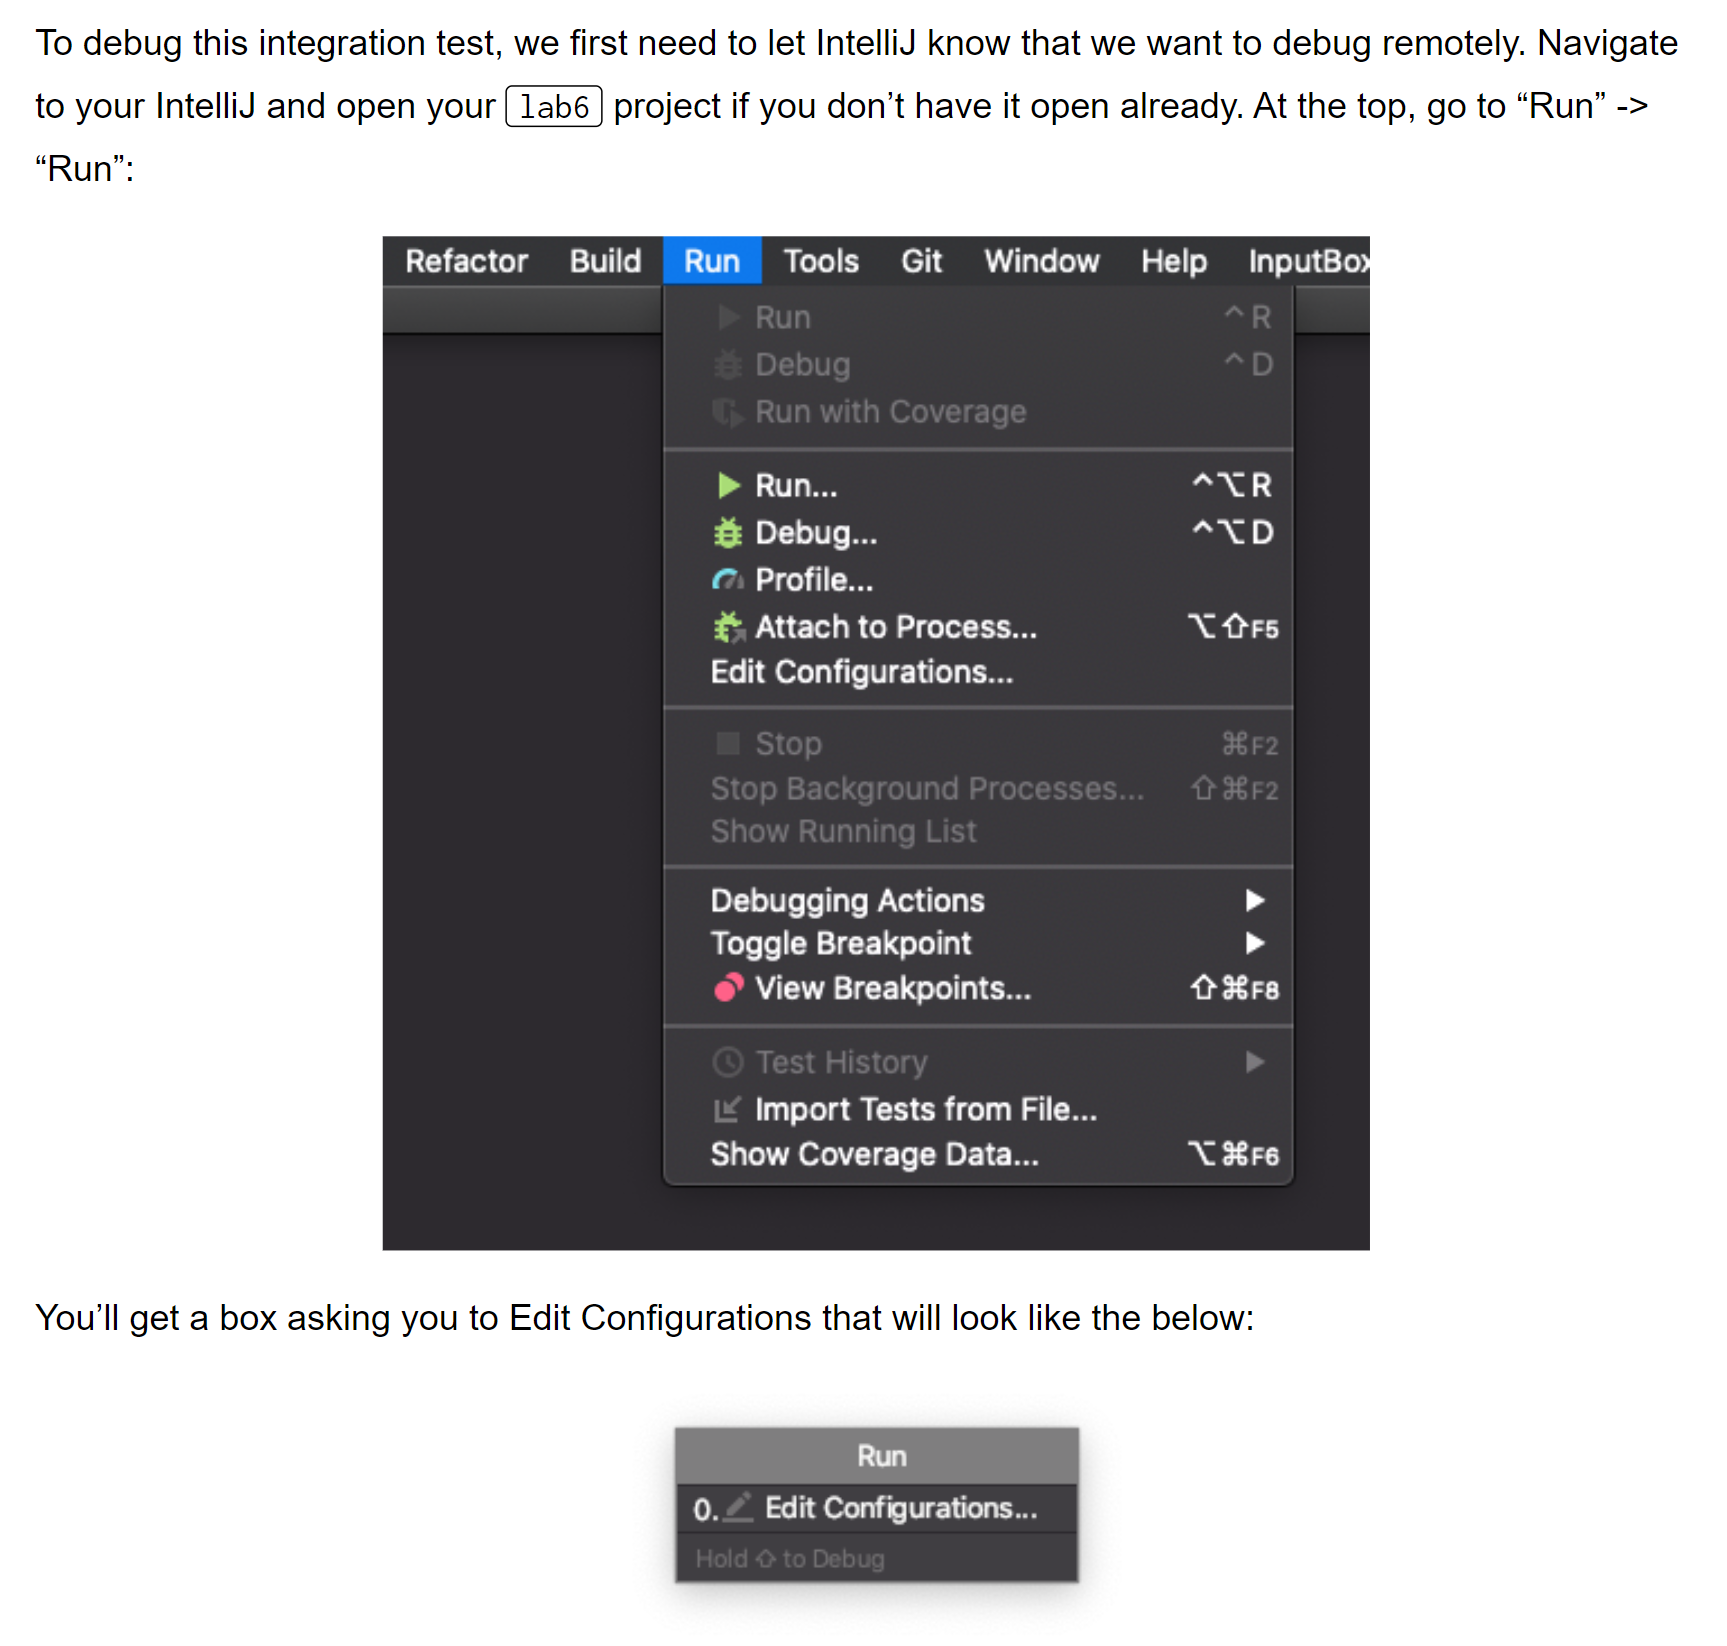 To debug this integration test, we first need to let IntelliJ know that we want to debug remotely. Navigate
to your IntelliJ and open your lab6 project if you don’t have it open already. At the top, go to “Run” ->
“Run”:
Refactor Build Run Tools Git Window Help InputBox
Run ^R
Debug ^D
Run with Coverage
Run... ^⌥R
Debug... ^⌥D
Profile...
Attach to Process... ⌥⇧F5
Edit Configurations...
Stop ⌘F2
Stop Background Processes... ⇧⌘F2
Show Running List
Debugging Actions ▶
Toggle Breakpoint ▶
View Breakpoints... ⇧⌘F8
Test History ▶
Import Tests from File...
Show Coverage Data... ⌥⌘F6
You’ll get a box asking you to Edit Configurations that will look like the below:
Run
0. Edit Configurations...
Hold ⇧ to Debug